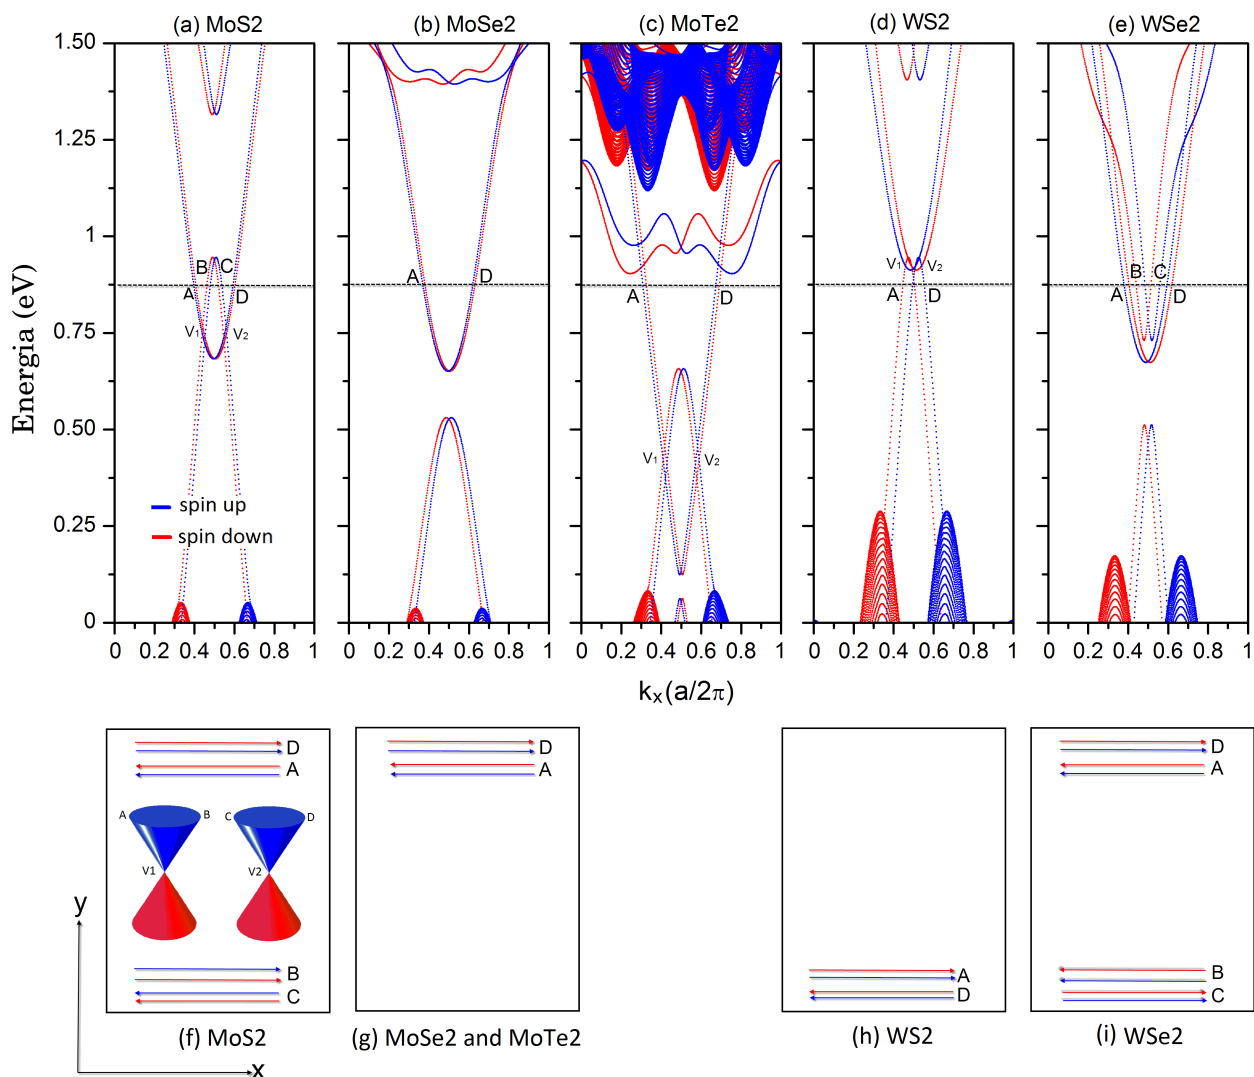 (a) MoS2 (b) MoSe2 (c) MoTe2 (d) WS2 (e) WSe2
Energia (eV)
1.50
1.25
1
0.75
0.50
0.25
0
A B C D V1 V2
A D
A D V1 V2
V1 V2 A D
A B C D
spin up
spin down
0 0.2 0.4 0.6 0.8 1
0 0.2 0.4 0.6 0.8 1
0 0.2 0.4 0.6 0.8 1
0 0.2 0.4 0.6 0.8 1
0 0.2 0.4 0.6 0.8 1
kx(a/2π)
D
A
A B C D
V1 V2
B
C
(f) MoS2
D
A
(g) MoSe2 and MoTe2
A
D
(h) WS2
D
A
B
C
(i) WSe2
y
x